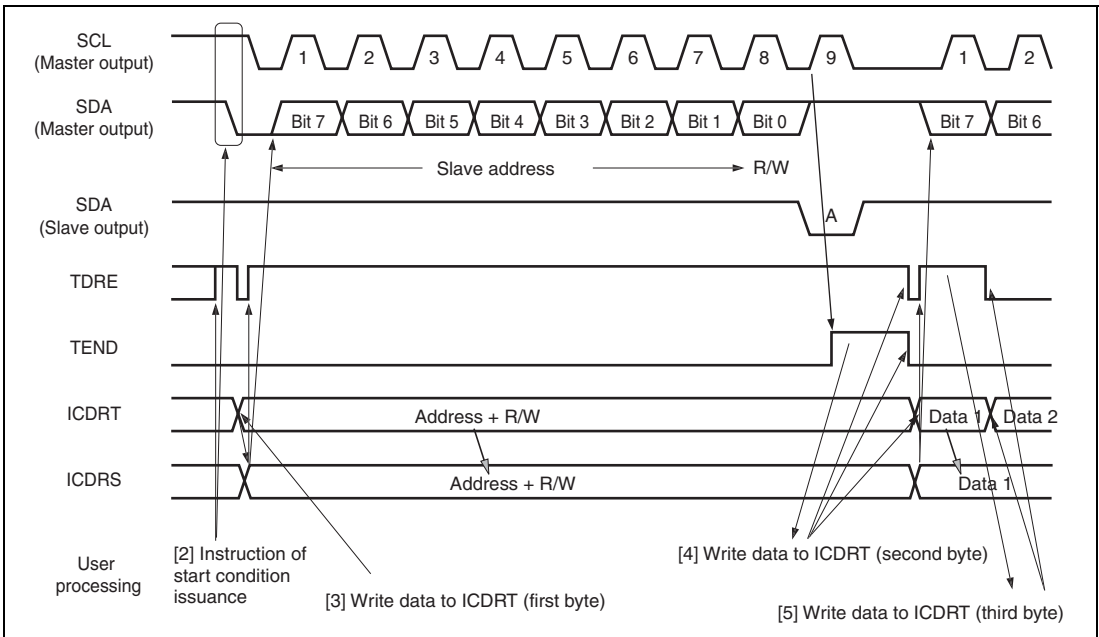 SCL
(Master output)
1 2 3 4 5 6 7 8 9 1 2
SDA
(Master output)
Bit 7 Bit 6 Bit 5 Bit 4 Bit 3 Bit 2 Bit 1 Bit 0 Bit 7 Bit 6
Slave address R/W
SDA
(Slave output)
A
TDRE
TEND
ICDRT
Address + R/W Data 1 Data 2
ICDRS
Address + R/W Data 1
User
processing
[2] Instruction of
start condition
issuance
[3] Write data to ICDRT (first byte)
[4] Write data to ICDRT (second byte)
[5] Write data to ICDRT (third byte)